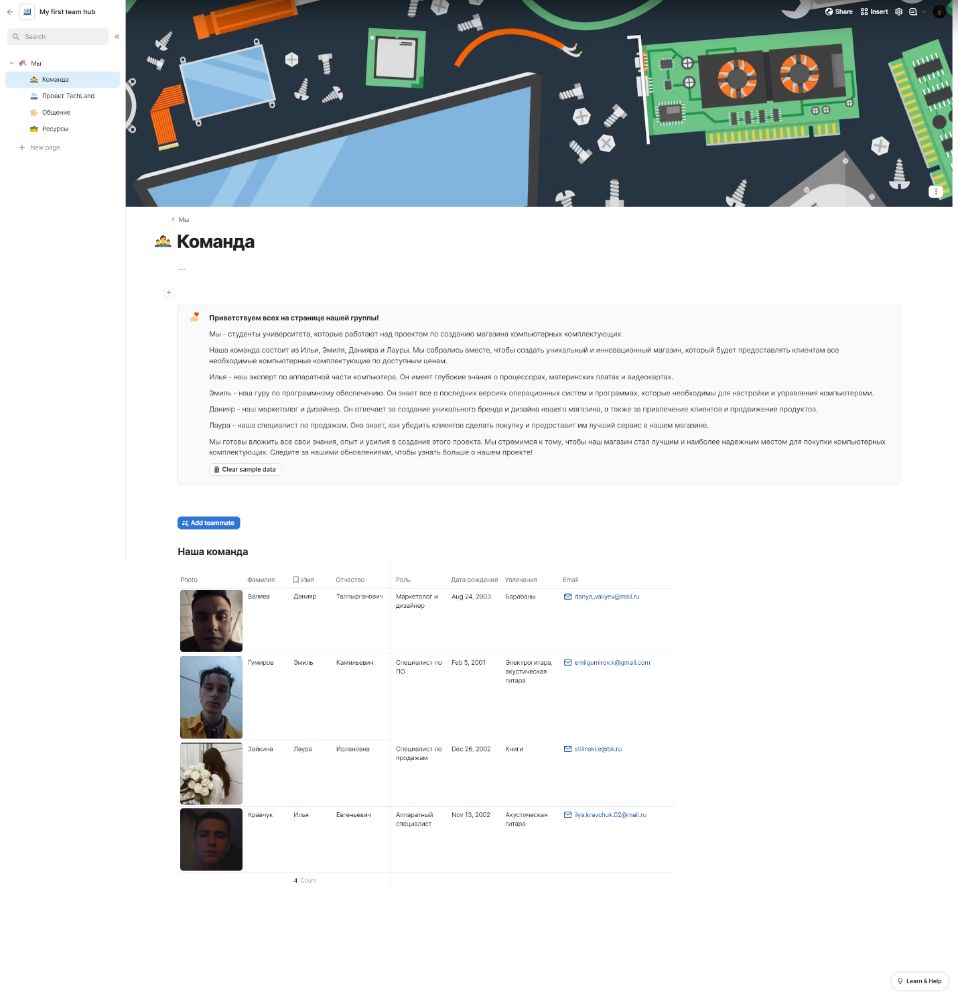 My first team hub
Share
Insert
Search
Мы
Команда
Проект TechLand
Общение
Ресурсы
New page
Мы
Команда
...
Приветствуем всех на странице нашей группы!
Мы - студенты университета, которые работают над проектом по созданию магазина компьютерных комплектующих.
Наша команда состоит из Ильи, Эмиля, Данияра и Лауры. Мы собрались вместе, чтобы создать уникальный и инновационный магазин, который будет предоставлять клиентам все
необходимые компьютерные комплектующие по доступным ценам.
Илья - наш эксперт по аппаратной части компьютера. Он имеет глубокие знания о процессорах, материнских платах и видеокартах.
Эмиль - наш гуру по программному обеспечению. Он знает все о последних версиях операционных систем и программах, которые необходимы для настройки и управления компьютерами.
Данияр - наш маркетолог и дизайнер. Он отвечает за создание уникального бренда и дизайна нашего магазина, а также за привлечение клиентов и продвижение продуктов.
Лаура - наша специалист по продажам. Она знает, как убедить клиентов сделать покупку и предоставит им лучший сервис в нашем магазине.
Мы готовы вложить все свои знания, опыт и усилия в создание этого проекта. Мы стремимся к тому, чтобы наш магазин стал лучшим и наиболее надежным местом для покупки компьютерных
комплектующих. Следите за нашими обновлениями, чтобы узнать больше о нашем проекте!
Clear sample data
Add teammate
Наша команда
Photo Фамилия Имя Отчество Роль Дата рождения Увлечения Email
Валиев Данияр Талпырганович Маркетолог и Aug 24, 2003 Барабаны danya_valiyev@mail.ru
дизайнер
Гумиров Эмиль Камильевич Специалист по Feb 5, 2001 Электрогитара, emilgumirov.k@gmail.com
ПО акустическая
гитара
Зайкина Лаура Ирлановна Специалист по Dec 26, 2002 Книги stilinski.e@bk.ru
продажам
Кравчук Илья Евгеньевич Аппаратный Nov 13, 2002 Акустическая ilya.kravchuk.02@mail.ru
специалист гитара
4 Count
Learn & Help